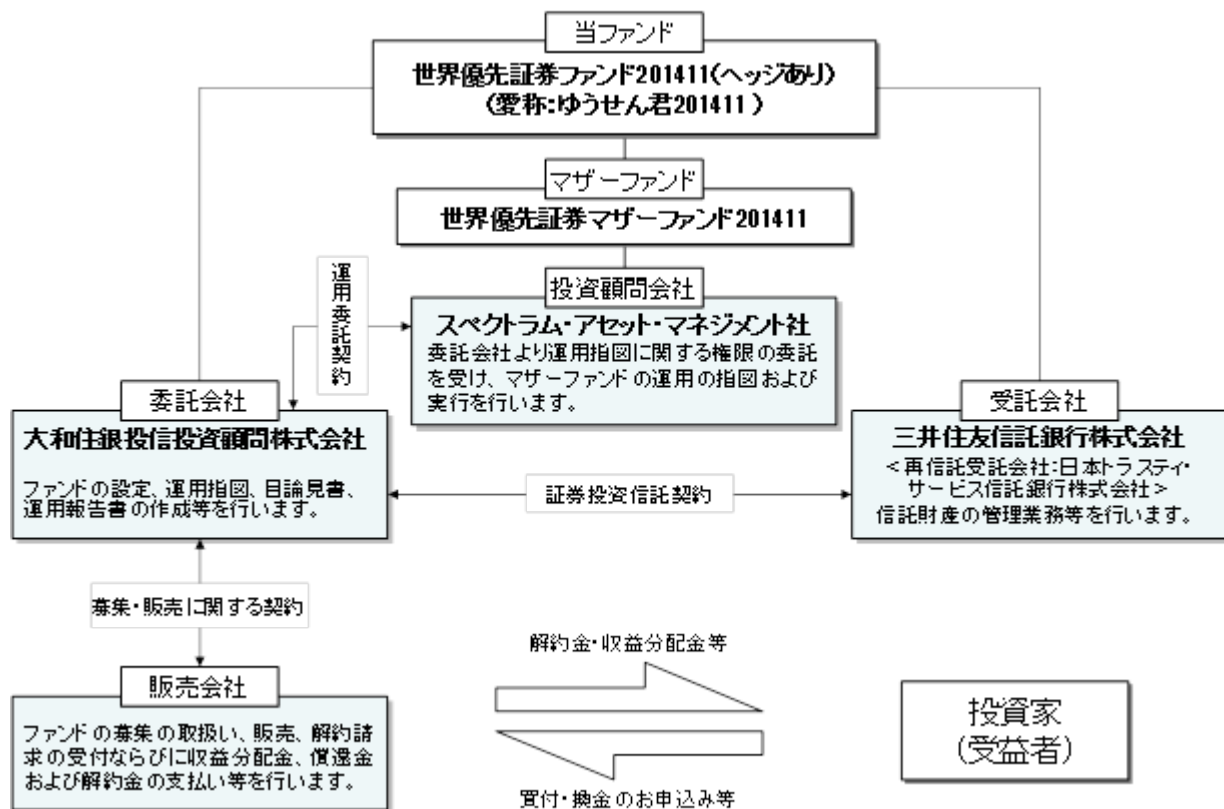 当ファンド
世界優先証券ファンド201411(ヘッジあり)
(愛称:ゆうせん君201411)
マザーファンド
世界優先証券マザーファンド201411
運用委託契約
投資顧問会社
スペクトラム・アセット・マネジメント社
委託会社より運用指図に関する権限の委託
を受け、マザーファンドの運用の指図および
実行を行います。
委託会社
大和住銀投信投資顧問株式会社
ファンドの設定、運用指図、目論見書、
運用報告書の作成等を行います。
証券投資信託契約
受託会社
三井住友信託銀行株式会社
<再信託受託会社:日本トラスティ・
サービス信託銀行株式会社>
信託財産の管理業務等を行います。
募集・販売に関する契約
販売会社
ファンドの募集の取扱い、販売、解約請
求の受付ならびに収益分配金、償還金
および解約金の支払い等を行います。
解約金・収益分配金等
買付・換金のお申込み等
投資家
(受益者)